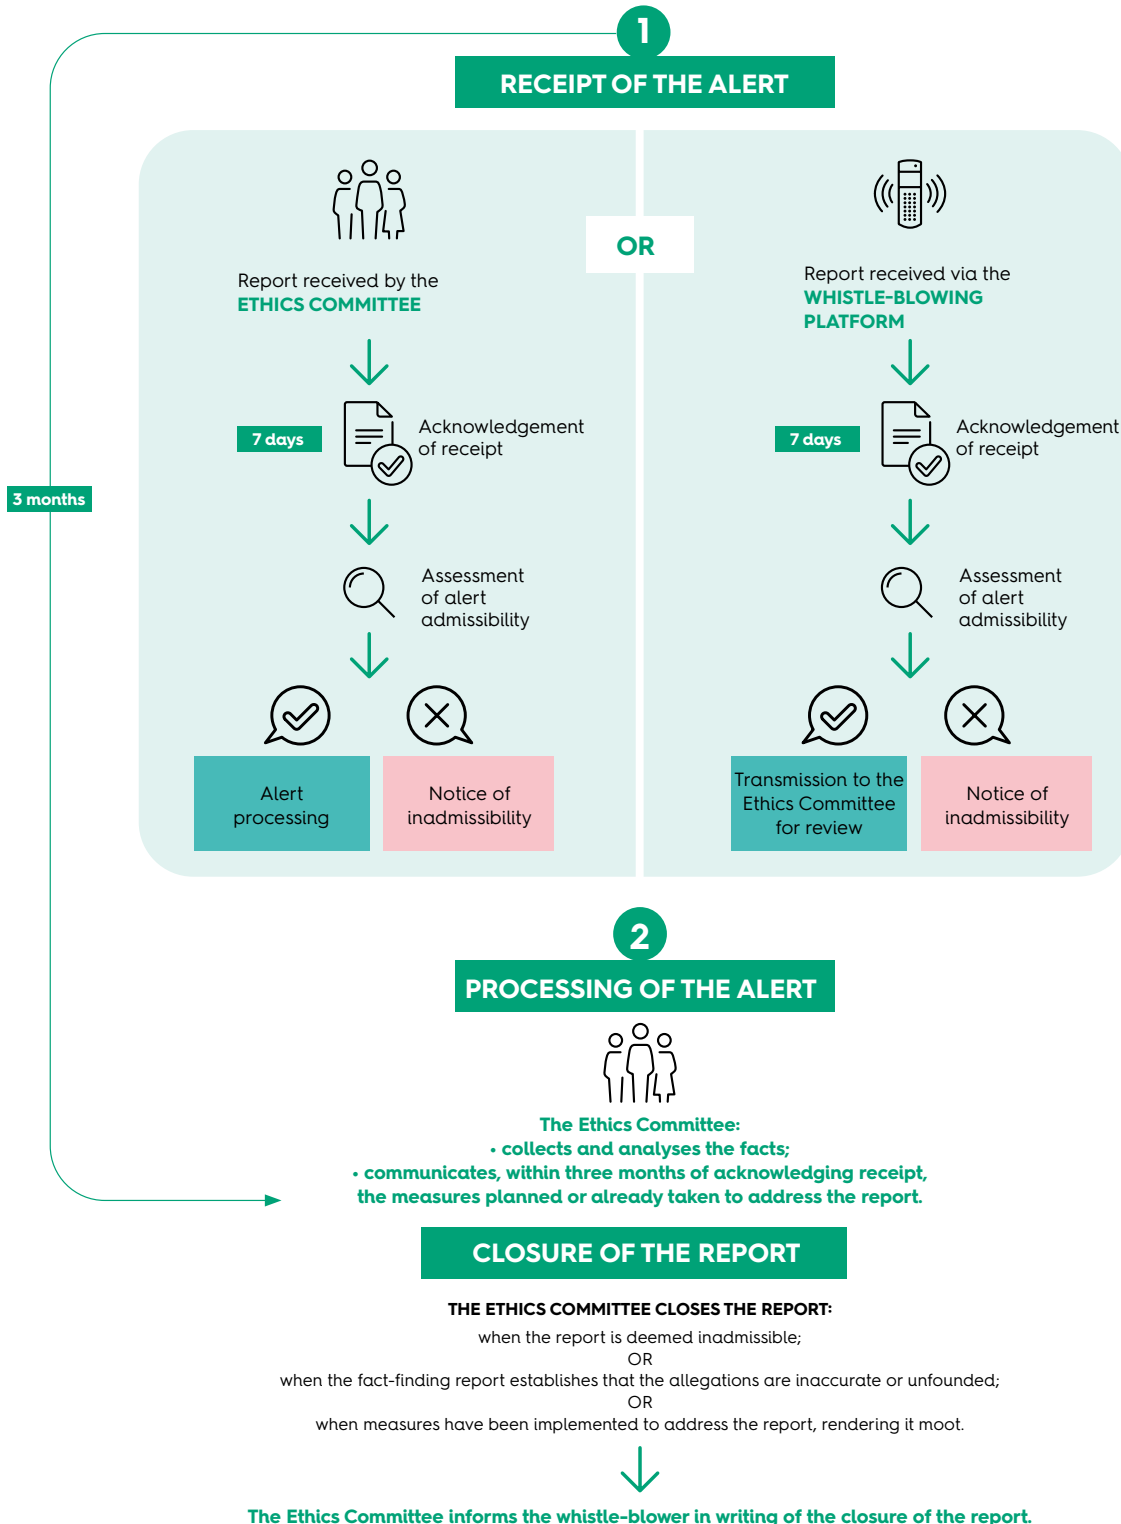 1
RECEIPT OF THE ALERT
Report received by the
ETHICS COMMITTEE
7 days
Acknowledgement
of receipt
Assessment
of alert
admissibility
Alert
processing
Notice of
inadmissibility
OR
Report received via the
WHISTLE-BLOWING
PLATFORM
7 days
Acknowledgement
of receipt
Assessment
of alert
admissibility
Transmission to the
Ethics Committee
for review
Notice of
inadmissibility
3 months
2
PROCESSING OF THE ALERT
The Ethics Committee:
• collects and analyses the facts;
• communicates, within three months of acknowledging receipt,
the measures planned or already taken to address the report.
CLOSURE OF THE REPORT
THE ETHICS COMMITTEE CLOSES THE REPORT:
when the report is deemed inadmissible;
OR
when the fact-finding report establishes that the allegations are inaccurate or unfounded;
OR
when measures have been implemented to address the report, rendering it moot.
The Ethics Committee informs the whistle-blower in writing of the closure of the report.